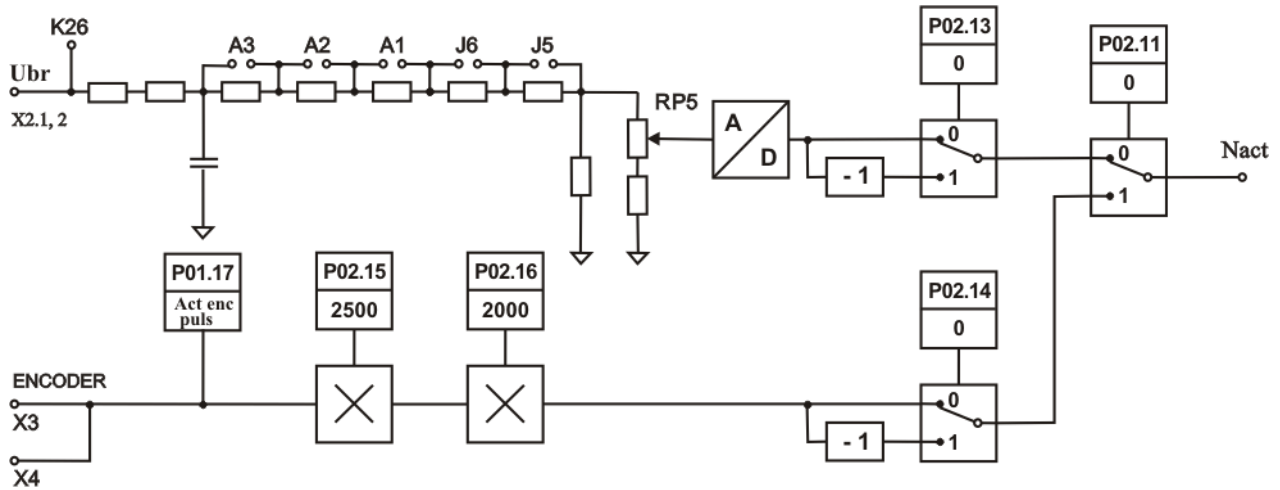 K26
Ubr
X2.1, 2
A3 A2 A1 J6 J5
RP5
A
D
P02.13
0
0
- 1
1
P02.11
0
0
1
Nact
P01.17
Act enc
puls
P02.15
2500
P02.16
2000
P02.14
0
ENCODER
X3
X4
0
- 1
1